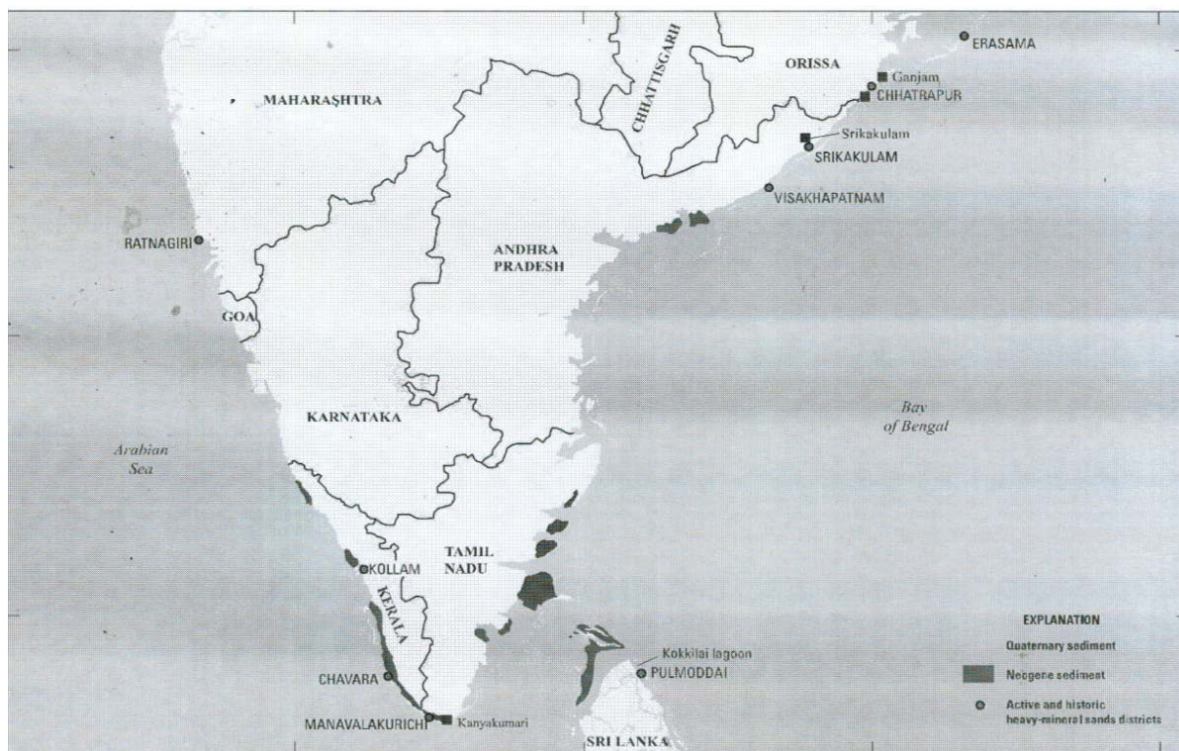 ERASAMA
CHHATTISGARH
ORISSA
Ganjam
CHHATRAPUR
MAHARASHTRA
Srikakulam
SRIKAKULAM
VISAKHAPATNAM
RATNAGIRI
ANDHRA
PRADESH
GOA
KARNATAKA
Bay
of Bengal
Arabian
Sea
TAMIL
NADU
KOLLAM
KERALA
EXPLANATION
Quaternary sediment
Kokkilai lagoon
PULMODDAI
Neogene sediment
CHAVARA
Active and historic
heavy-mineral sands districts
MANAVALAKURICHI
Kanyakumari
SRI LANKA